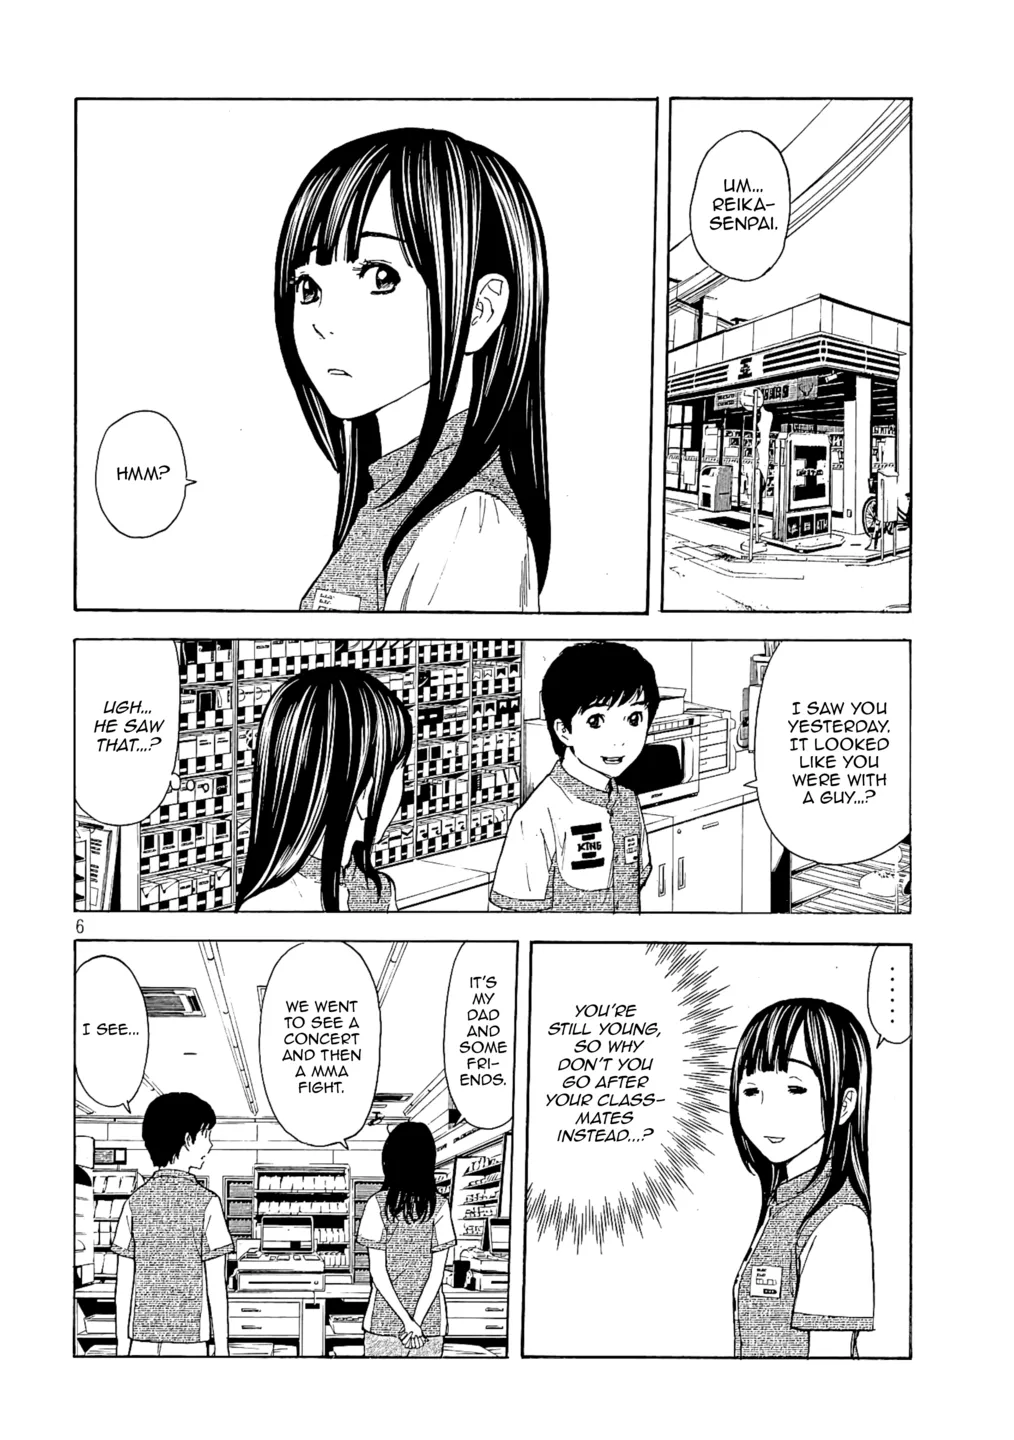 UM...
REIKA-
SENPAI.
HMM?
I SAW YOU
YESTERDAY.
IT LOOKED
LIKE YOU
WERE WITH
A GUY...?
KING
UGH...
HE SAW
THAT...?
......
YOU'RE
STILL YOUNG,
SO WHY
DON'T YOU
GO AFTER
YOUR CLASS-
MATES
INSTEAD...?
IT'S
MY
DAD
AND
SOME
FRI-
ENDS.
WE WENT
TO SEE A
CONCERT
AND THEN
A MMA
FIGHT.
I SEE...
6